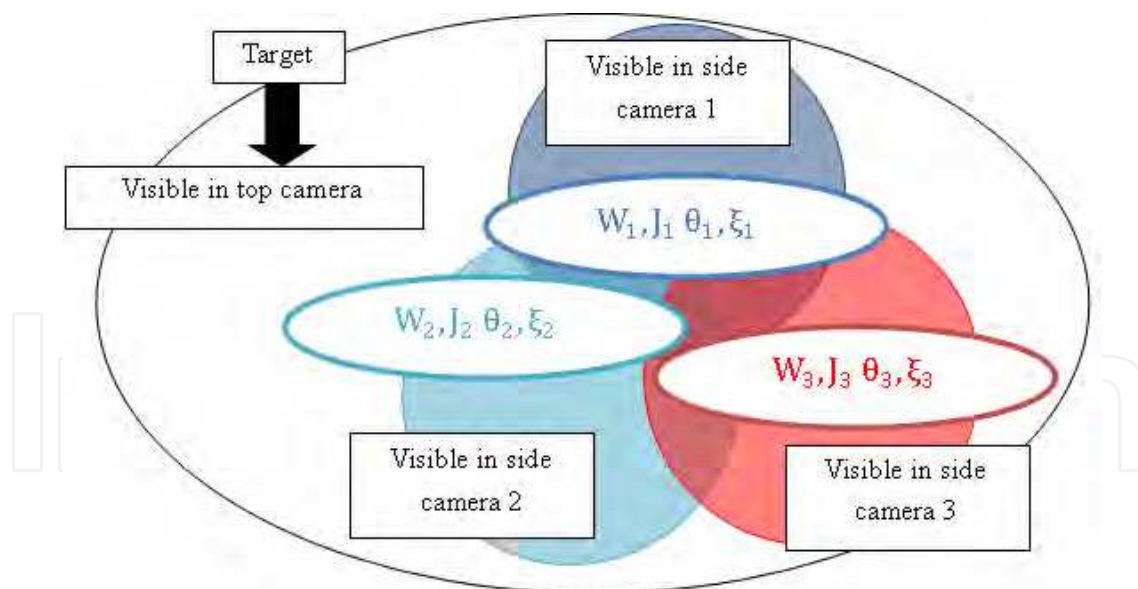 Target
Visible in top camera
Visible in side
camera 1
W₁,J₁ θ₁,ξ₁
W₂,J₂ θ₂,ξ₂
W₃,J₃ θ₃,ξ₃
Visible in side
camera 2
Visible in side
camera 3